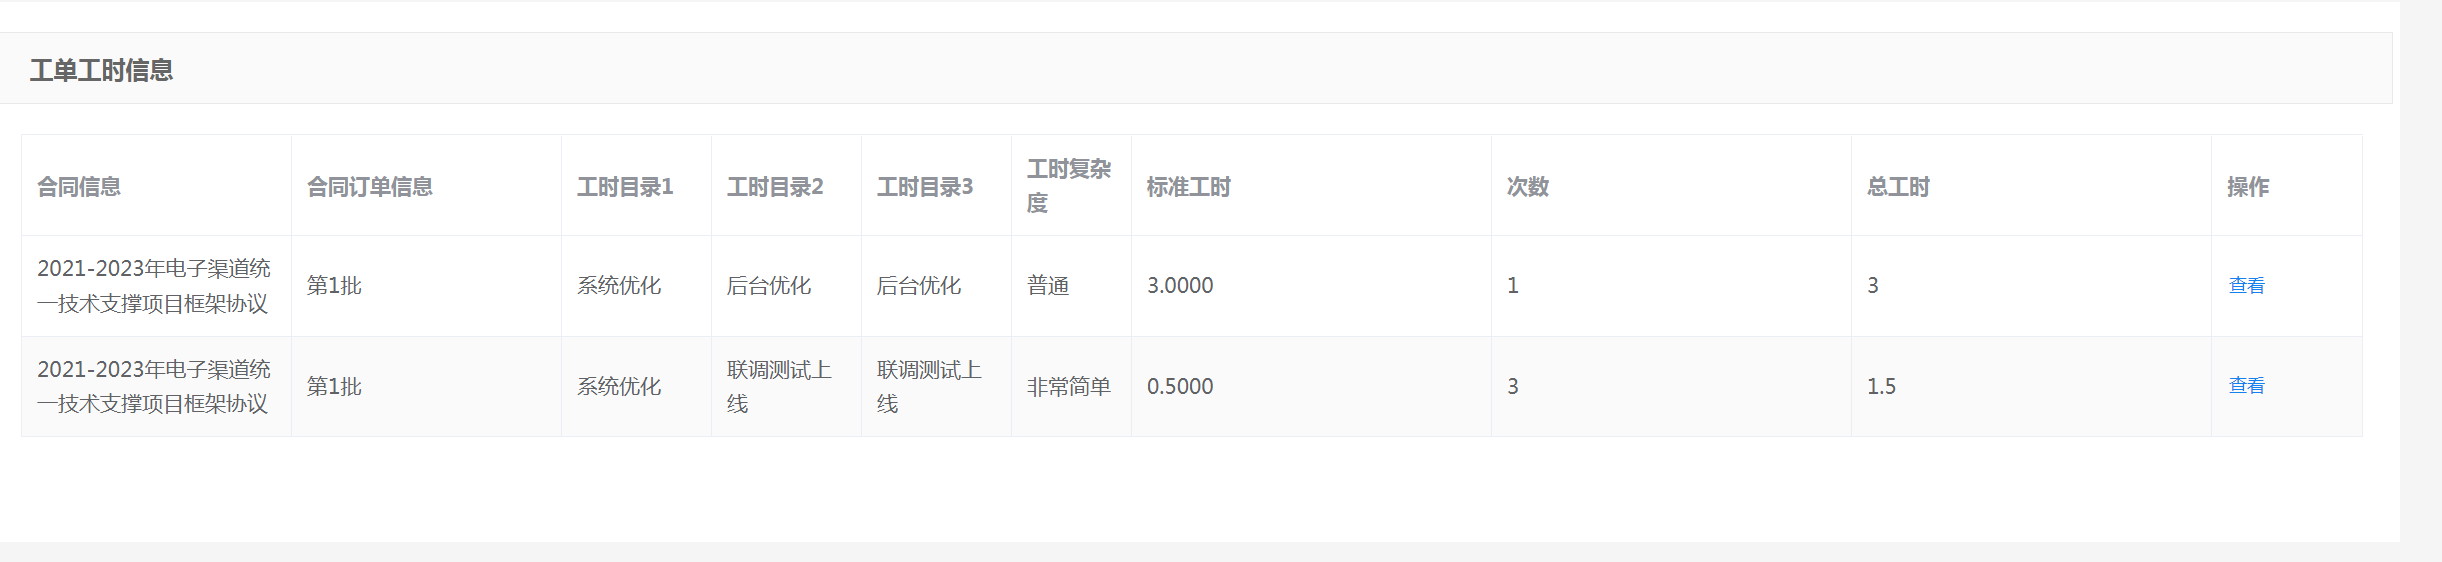 工单工时信息
合同信息 合同订单信息 工时目录1 工时目录2 工时目录3 工时复杂度 标准工时 次数 总工时 操作
2021-2023年电子渠道统
一技术支撑项目框架协议
第1批 系统优化 后台优化 后台优化 普通 3.0000 1 3 查看
2021-2023年电子渠道统
一技术支撑项目框架协议
第1批 系统优化
联调测试上
线
联调测试上
线
非常简单 0.5000 3 1.5 查看